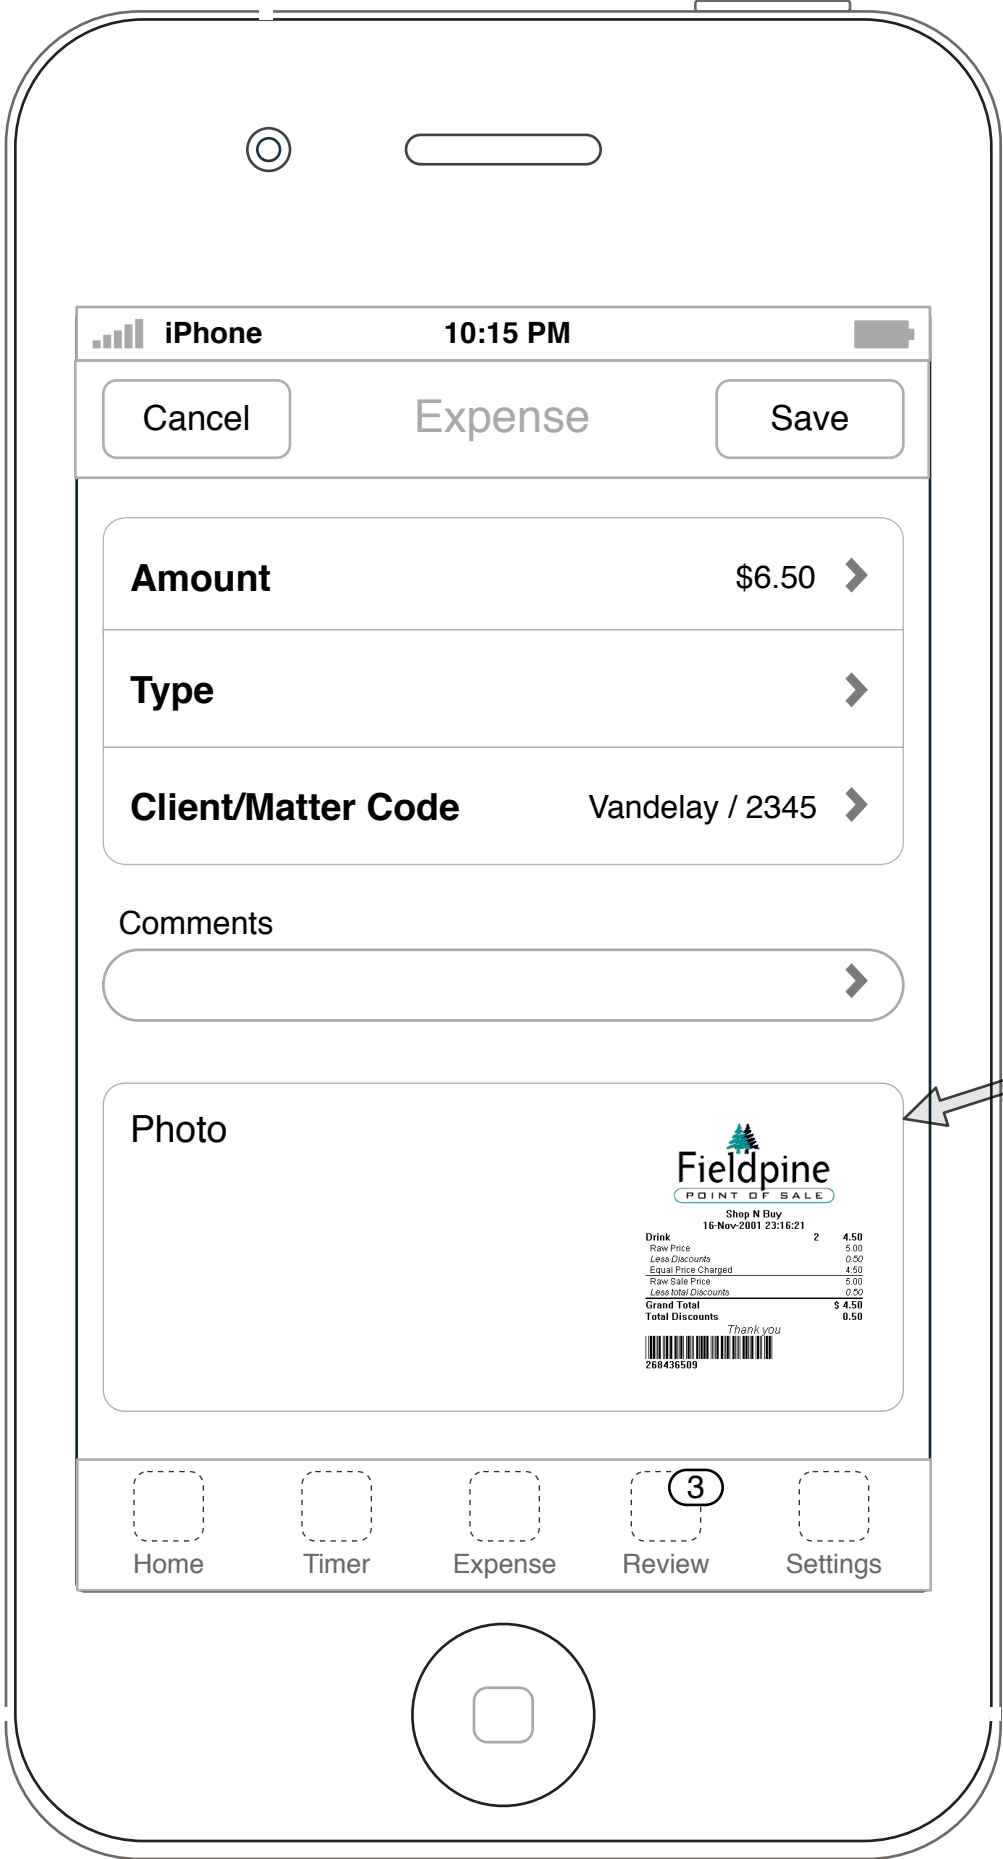 iPhone 10:15 PM
Cancel Expense Save
Amount $6.50
Type
Client/Matter Code Vandelay / 2345
Comments
Photo
Fieldpine
POINT OF SALE
Shop N Buy
16-Nov-2001 23:16:21
Drink 2 4.50
Raw Price 5.00
Less Discounts 0.50
Equal Price Charged 4.50
Raw Sale Price 5.00
Less total Discounts 0.50
Grand Total $ 4.50
Total Discounts 0.50
Thank you
268436509
3
Home Timer Expense Review Settings